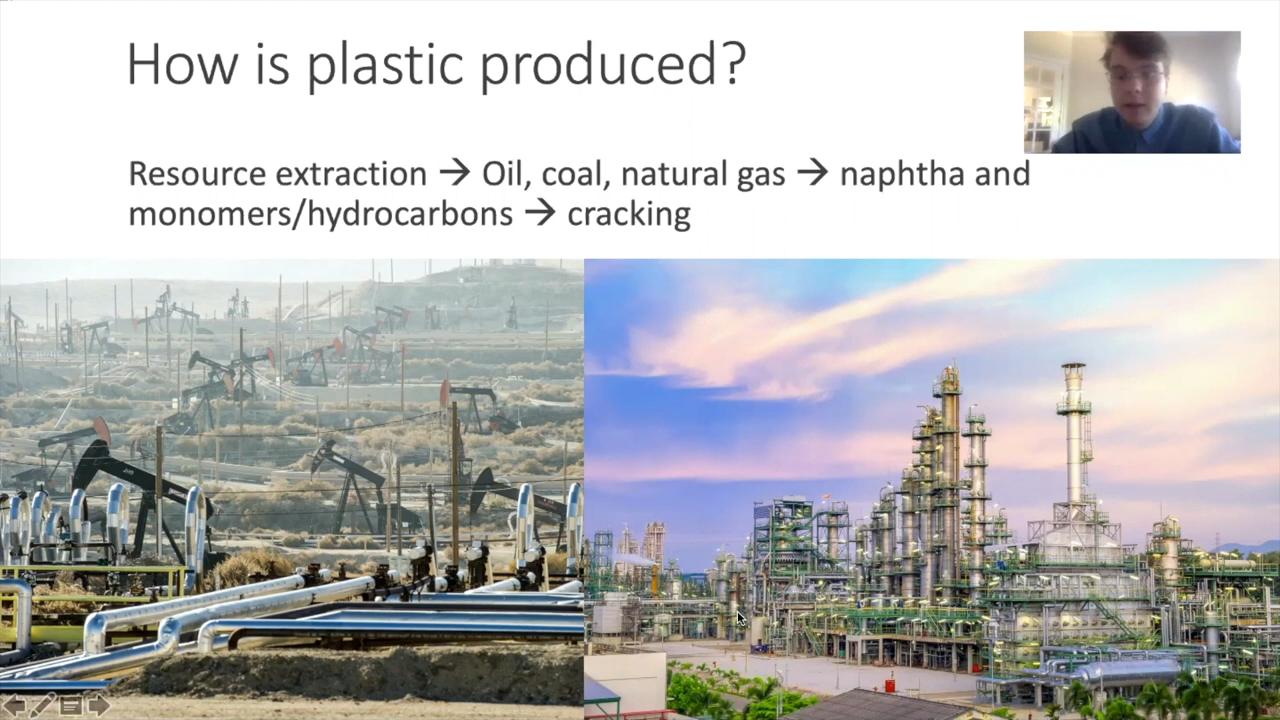 How is plastic produced?
Resource extraction → Oil, coal, natural gas → naphtha and
monomers/hydrocarbons → cracking